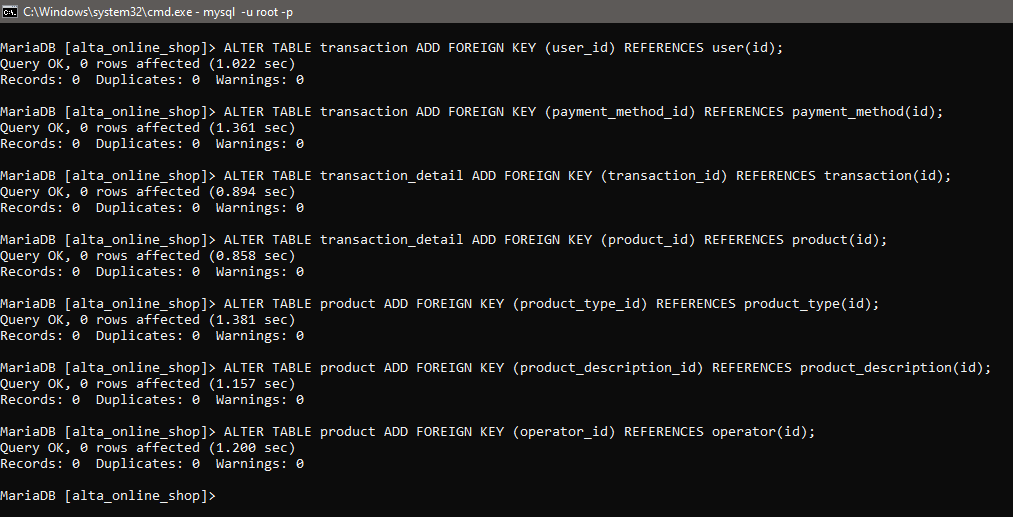 C:\Windows\system32\cmd.exe - mysql  -u root -p
MariaDB [alta_online_shop]> ALTER TABLE transaction ADD FOREIGN KEY (user_id) REFERENCES user(id);
Query OK, 0 rows affected (1.022 sec)
Records: 0  Duplicates: 0  Warnings: 0
MariaDB [alta_online_shop]> ALTER TABLE transaction ADD FOREIGN KEY (payment_method_id) REFERENCES payment_method(id);
Query OK, 0 rows affected (1.361 sec)
Records: 0  Duplicates: 0  Warnings: 0
MariaDB [alta_online_shop]> ALTER TABLE transaction_detail ADD FOREIGN KEY (transaction_id) REFERENCES transaction(id);
Query OK, 0 rows affected (0.894 sec)
Records: 0  Duplicates: 0  Warnings: 0
MariaDB [alta_online_shop]> ALTER TABLE transaction_detail ADD FOREIGN KEY (product_id) REFERENCES product(id);
Query OK, 0 rows affected (0.858 sec)
Records: 0  Duplicates: 0  Warnings: 0
MariaDB [alta_online_shop]> ALTER TABLE product ADD FOREIGN KEY (product_type_id) REFERENCES product_type(id);
Query OK, 0 rows affected (1.381 sec)
Records: 0  Duplicates: 0  Warnings: 0
MariaDB [alta_online_shop]> ALTER TABLE product ADD FOREIGN KEY (product_description_id) REFERENCES product_description(id);
Query OK, 0 rows affected (1.157 sec)
Records: 0  Duplicates: 0  Warnings: 0
MariaDB [alta_online_shop]> ALTER TABLE product ADD FOREIGN KEY (operator_id) REFERENCES operator(id);
Query OK, 0 rows affected (1.200 sec)
Records: 0  Duplicates: 0  Warnings: 0
MariaDB [alta_online_shop]>